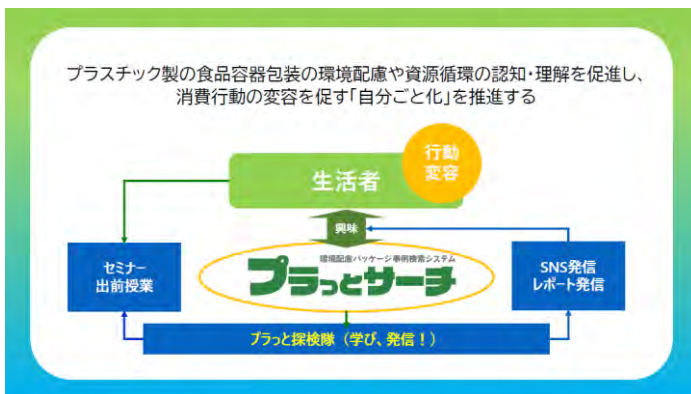 プラスチック製の食品容器包装の環境配慮や資源循環の認知・理解を促進し、
消費行動の変容を促す「自分ごと化」を推進する
行動
変容
生活者
興味
環境配慮パッケージ事例検索システム
プラっとサーチ
セミナー
出前授業
SNS発信
レポート発信
プラっと探検隊（学び、発信！）